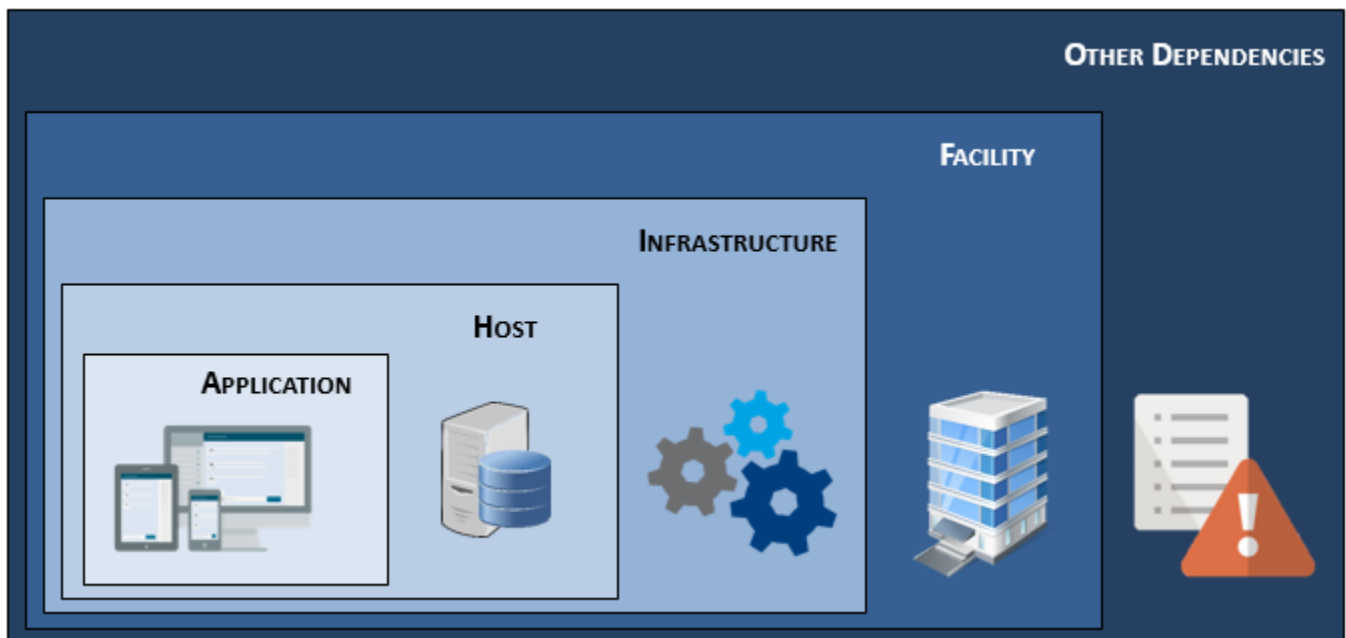 OTHER DEPENDENCIES
FACILITY
INFRASTRUCTURE
HOST
APPLICATION